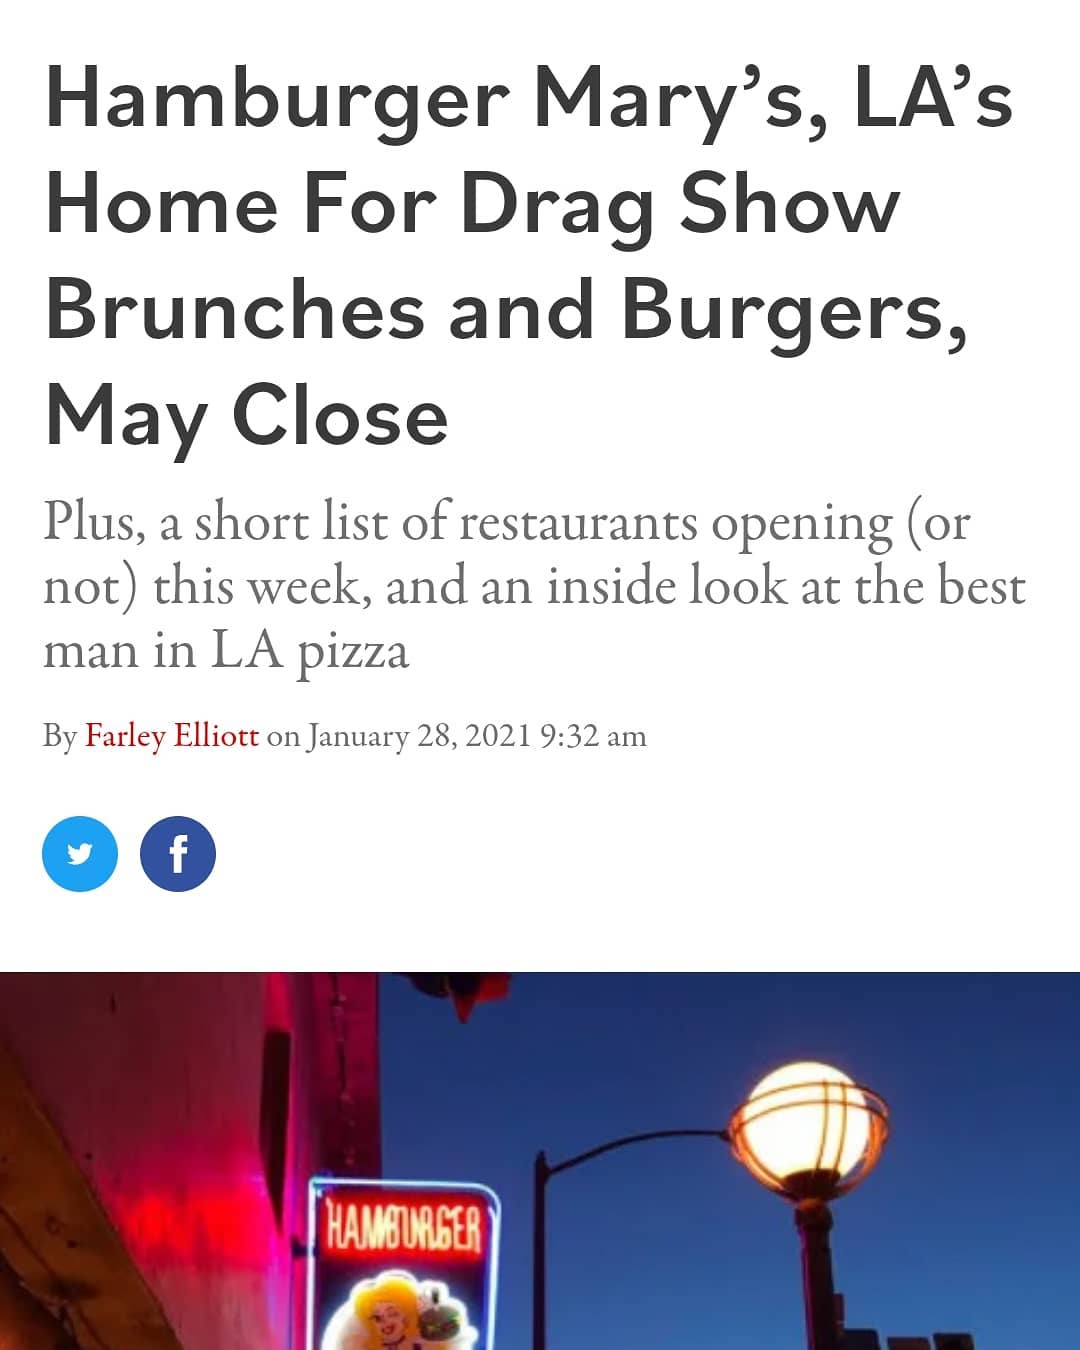 Hamburger Mary’s, LA’s
Home For Drag Show
Brunches and Burgers,
May Close
Plus, a short list of restaurants opening (or
not) this week, and an inside look at the best
man in LA pizza
By Farley Elliott on January 28, 2021 9:32 am
f
HAMBURGER